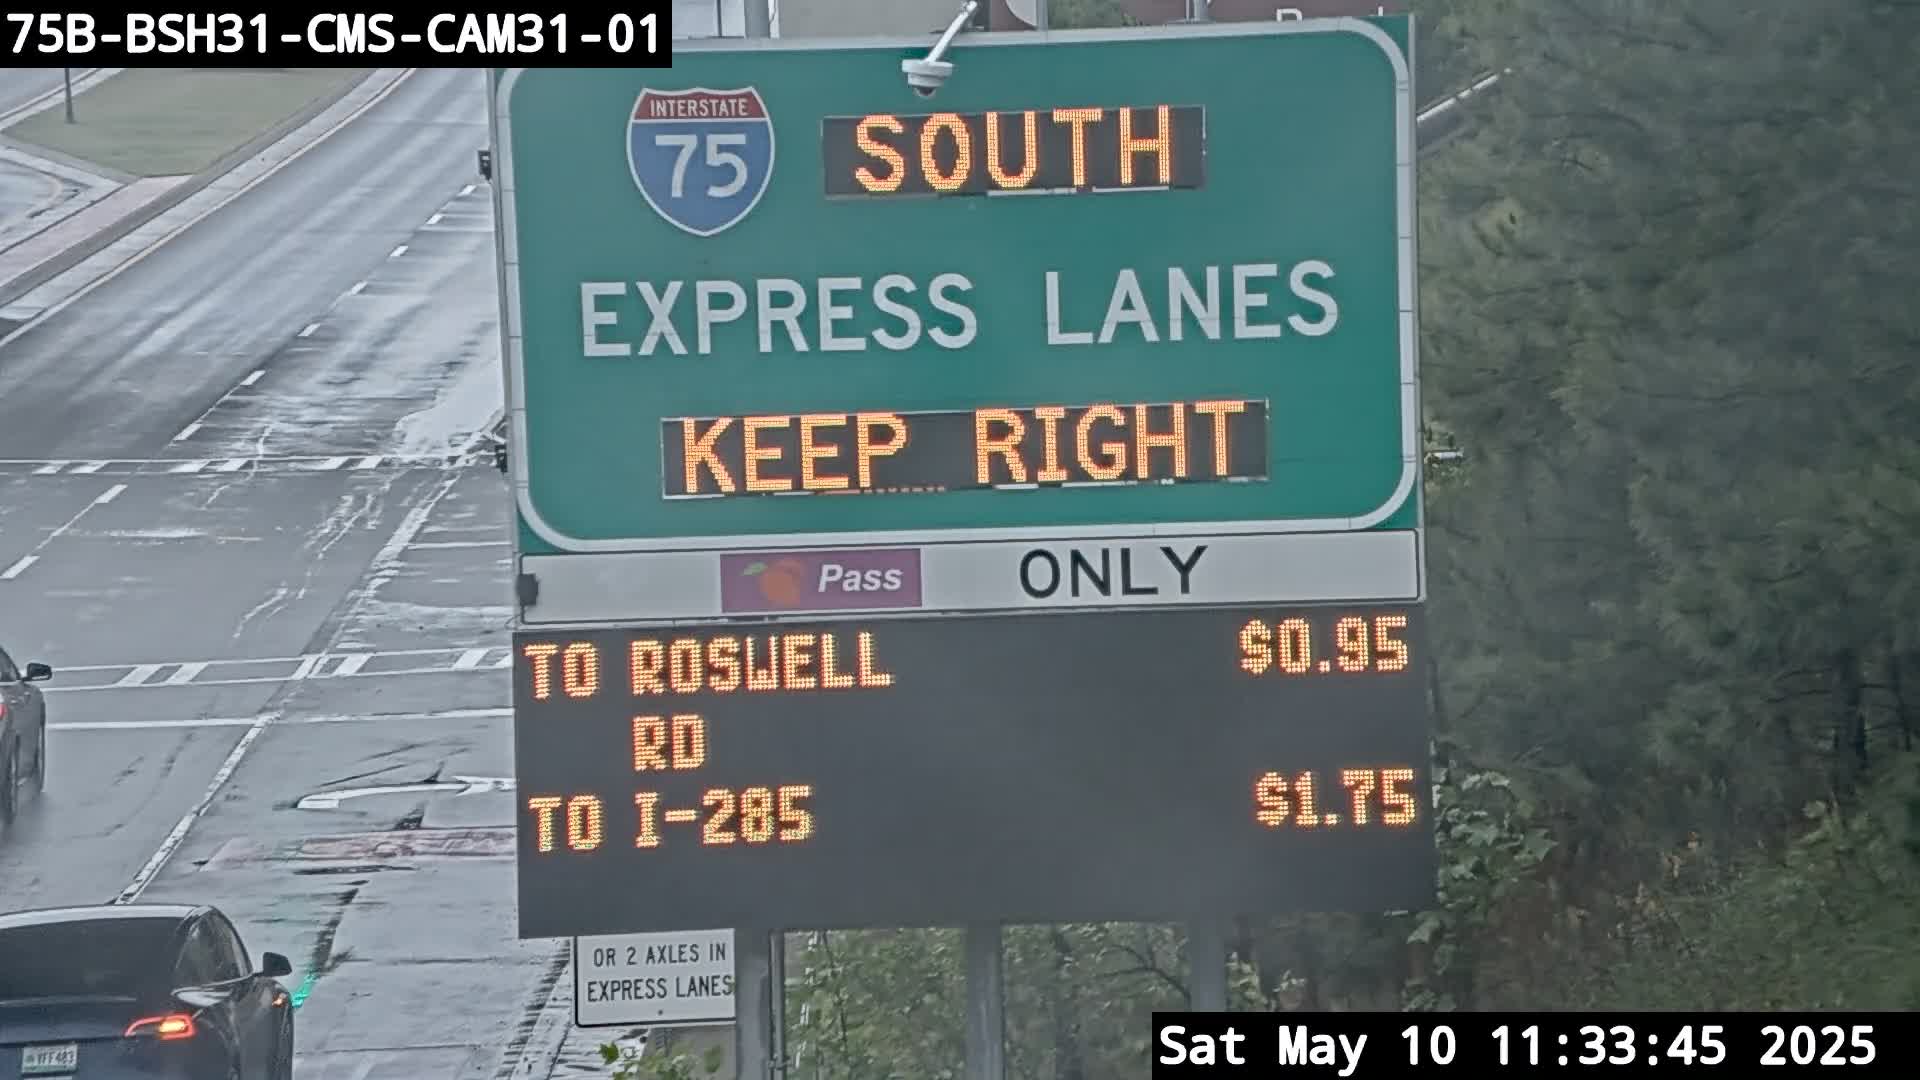 75B-BSH31-CMS-CAM31-01
INTERSTATE
75
SOUTH
EXPRESS LANES
KEEP RIGHT
Pass ONLY
TO ROSWELL $0.95
RD
TO I-285 $1.75
OR 2 AXLES IN
EXPRESS LANES
Sat May 10 11:33:45 2025